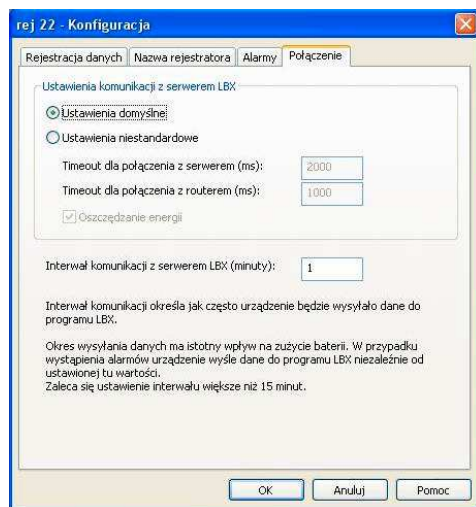 rej 22 - Konfiguracja
Rejestracja danych Nazwa rejestratora Alarmy Połączenie
Ustawienia komunikacji z serwerem LBX
Ustawienia domyślne
Ustawienia niestandardowe
Timeout dla połączenia z serwerem (ms): 2000
Timeout dla połączenia z routerem (ms): 1000
Oszczędzanie energii
Interwał komunikacji z serwerem LBX (minuty): 1
Interwał komunikacji określa jak często urządzenie będzie wysyłało dane do
programu LBX.
Okres wysyłania danych ma istotny wpływ na zużycie baterii. W przypadku
wystąpienia alarmów urządzenie wyśle dane do programu LBX niezależnie od
ustawionej tu wartości.
Zaleca się ustawienie interwału większe niż 15 minut.
OK Anuluj Pomoc